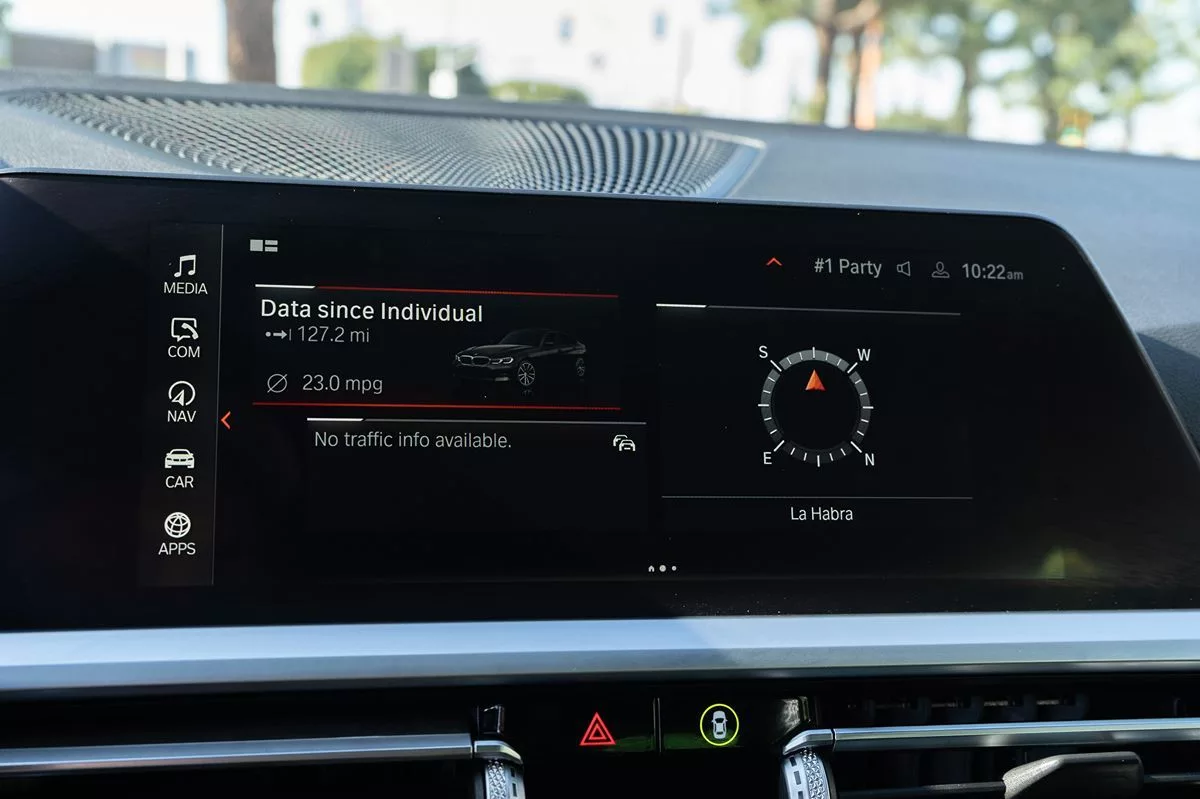 #1 Party 10:22am
MEDIA
COM
NAV
CAR
APPS
Data since Individual
127.2 mi
23.0 mpg
No traffic info available.
S W
E N
La Habra